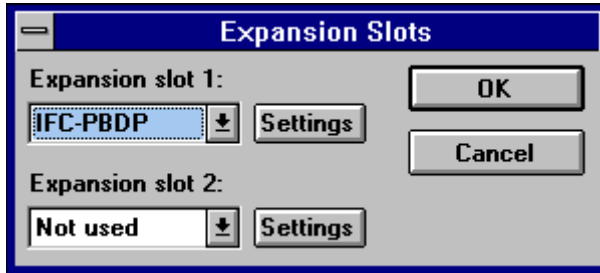 Expansion Slots
Expansion slot 1:
IFC-PBDP
Settings
OK
Cancel
Expansion slot 2:
Not used
Settings